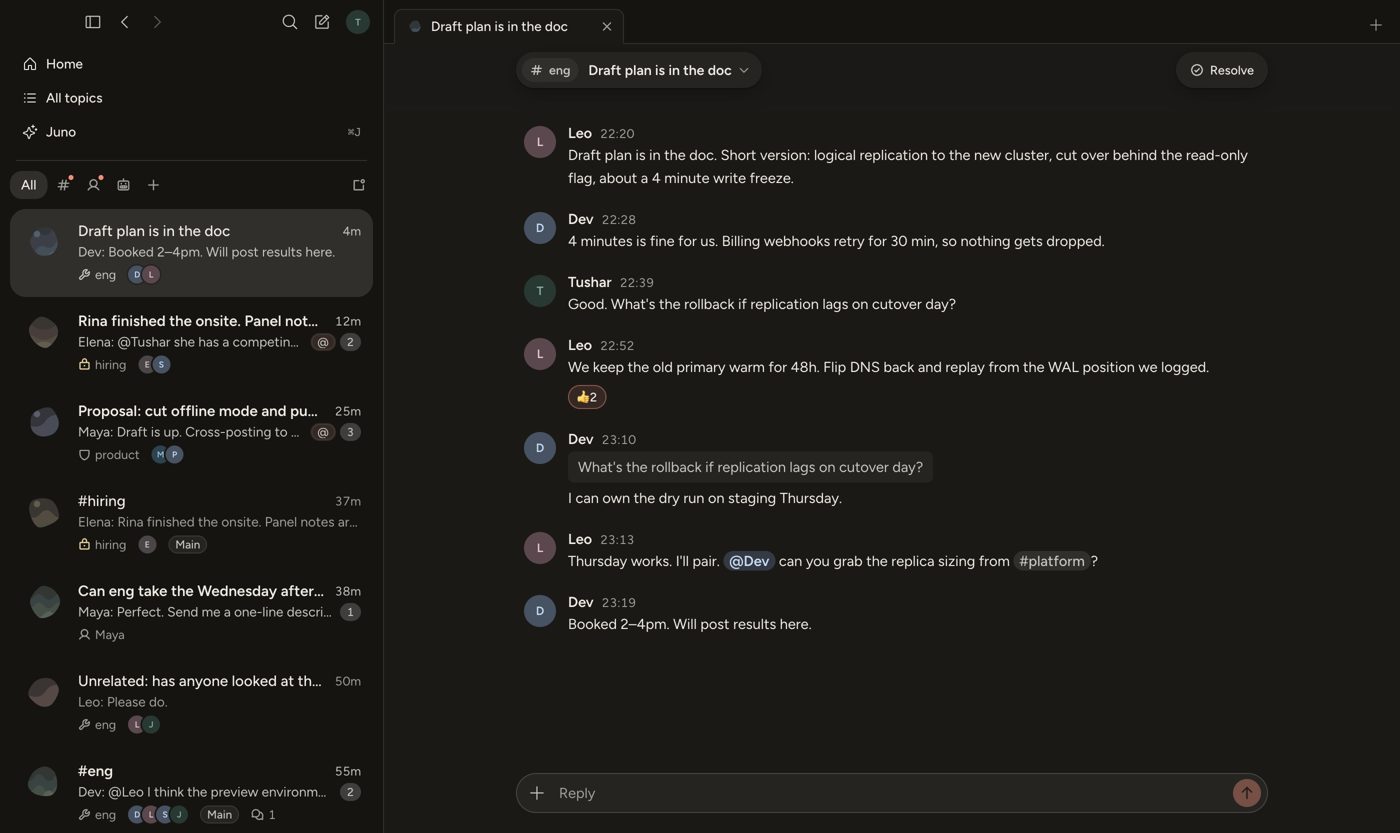 T
Home
All topics
Juno
⌘J
All
Draft plan is in the doc 4m
Dev: Booked 2–4pm. Will post results here.
eng D L
Rina finished the onsite. Panel not... 12m
Elena: @Tushar she has a competin... @ 2
hiring E S
Proposal: cut offline mode and pu... 25m
Maya: Draft is up. Cross-posting to ... @ 3
product M P
#hiring 37m
Elena: Rina finished the onsite. Panel notes ar...
hiring E Main
Can eng take the Wednesday after... 38m
Maya: Perfect. Send me a one-line descri... 1
Maya
Unrelated: has anyone looked at th... 50m
Leo: Please do.
eng L J
#eng 55m
Dev: @Leo I think the preview environm... 2
eng D L S J Main 1
Draft plan is in the doc
# eng Draft plan is in the doc
Resolve
L
Leo 22:20
Draft plan is in the doc. Short version: logical replication to the new cluster, cut over behind the read-only
flag, about a 4 minute write freeze.
D
Dev 22:28
4 minutes is fine for us. Billing webhooks retry for 30 min, so nothing gets dropped.
T
Tushar 22:39
Good. What's the rollback if replication lags on cutover day?
L
Leo 22:52
We keep the old primary warm for 48h. Flip DNS back and replay from the WAL position we logged.
👍2
D
Dev 23:10
What's the rollback if replication lags on cutover day?
I can own the dry run on staging Thursday.
L
Leo 23:13
Thursday works. I'll pair. @Dev can you grab the replica sizing from #platform?
D
Dev 23:19
Booked 2–4pm. Will post results here.
Reply